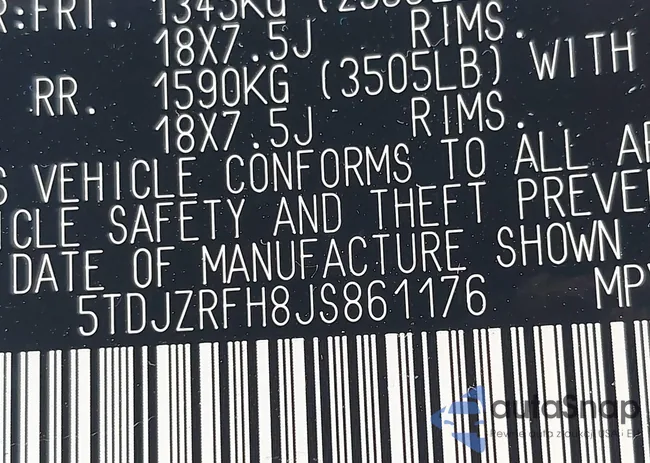 18X7.5J RIMS.
RR. 1590KG (3505LB) WITH
18X7.5J RIMS.
VEHICLE CONFORMS TO ALL
SAFETY AND THEFT
DATE OF MANUFACTURE SHOWN
5TDJZRFH8JS861176
autoSnap